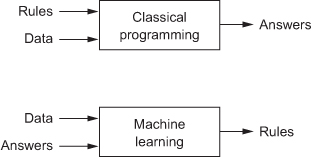 Rules
Data
Classical
programming
Answers
Data
Answers
Machine
learning
Rules